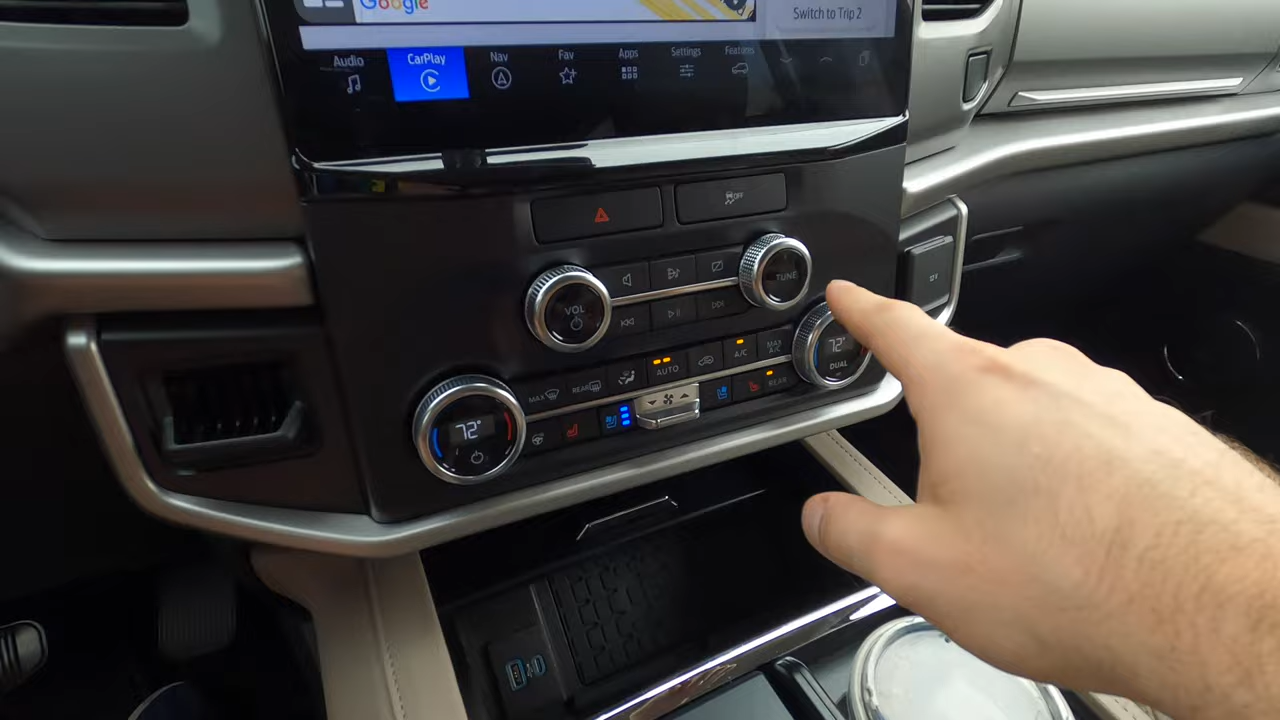 Google
Switch to Trip 2
Audio
CarPlay
Nav
Fav
Apps
Settings
Features
OFF
TUNE
VOL
72°
DUAL
MAX
REAR
AUTO
A/C
MAX A/C
REAR
72°